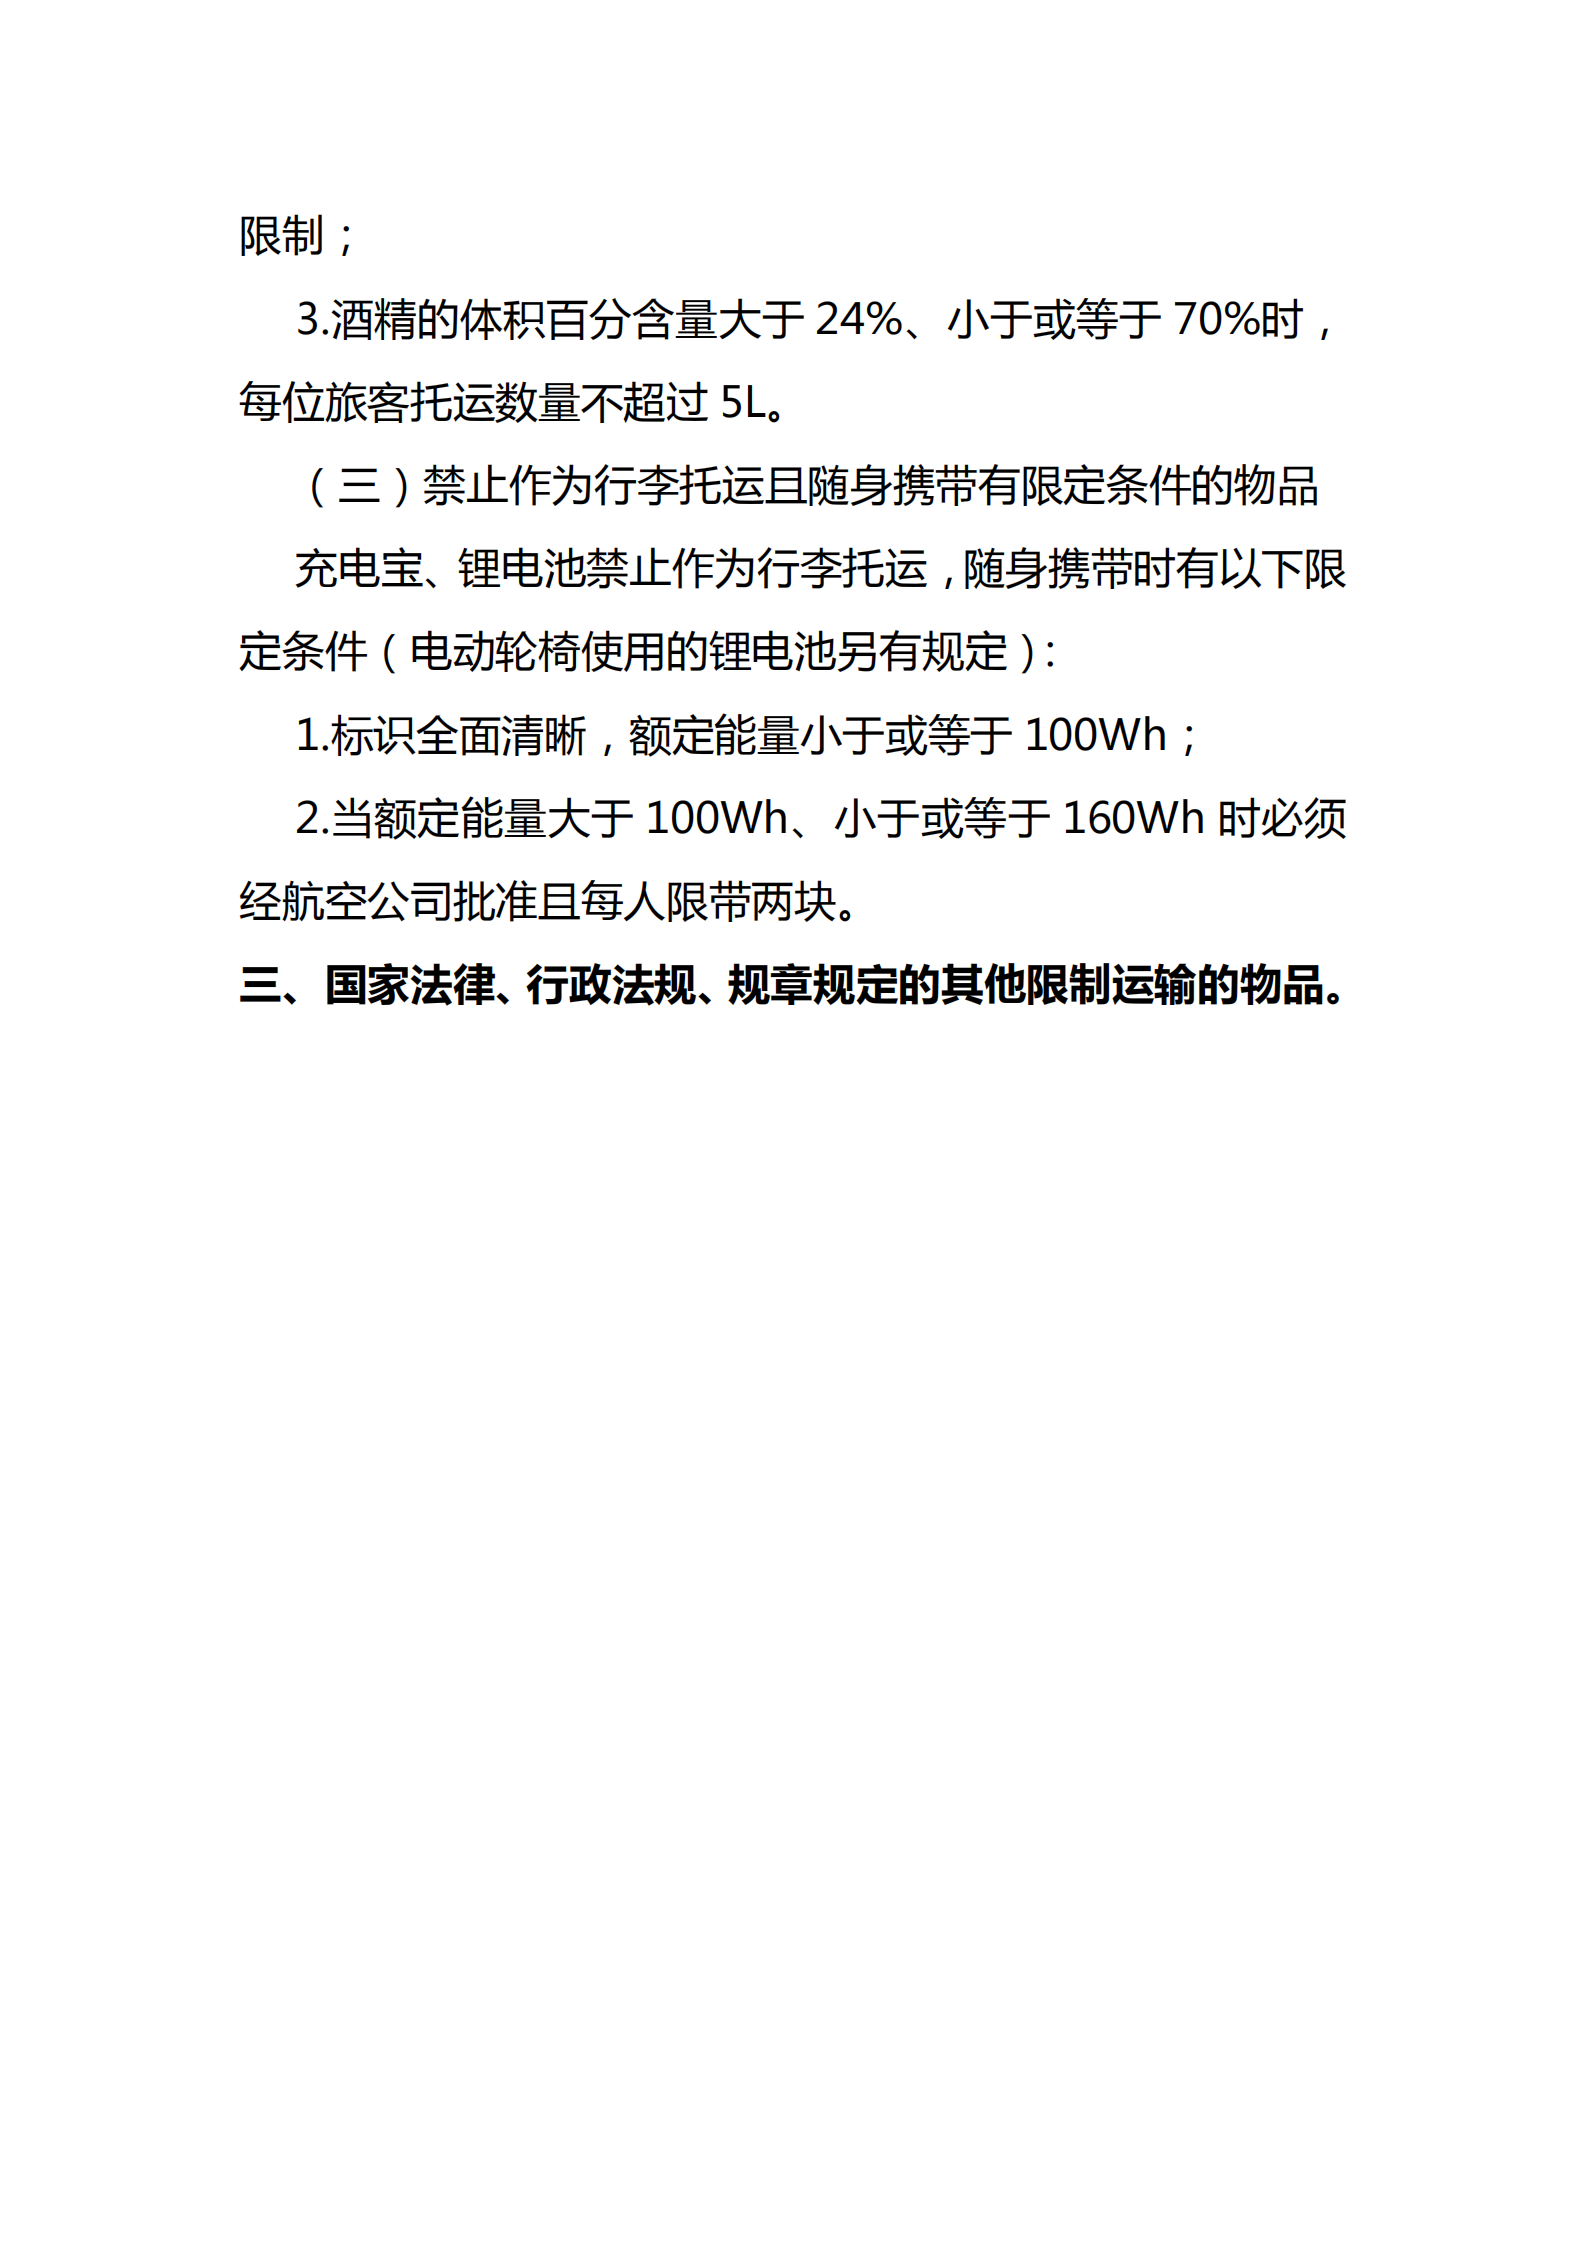 限制；
3.酒精的体积百分含量大于 24%、小于或等于 70%时，
每位旅客托运数量不超过 5L。
（三）禁止作为行李托运且随身携带有限定条件的物品
充电宝、锂电池禁止作为行李托运，随身携带时有以下限
定条件（电动轮椅使用的锂电池另有规定）：
1.标识全面清晰，额定能量小于或等于 100Wh；
2.当额定能量大于 100Wh、小于或等于 160Wh 时必须
经航空公司批准且每人限带两块。
三、国家法律、行政法规、规章规定的其他限制运输的物品。